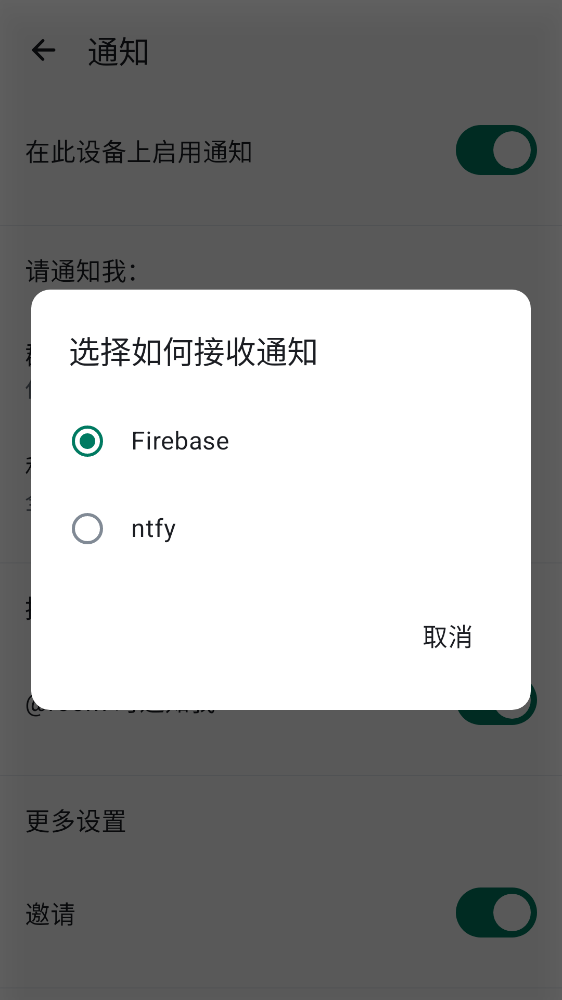 通知
在此设备上启用通知
请通知我：
选择如何接收通知
Firebase
ntfy
取消
更多设置
邀请